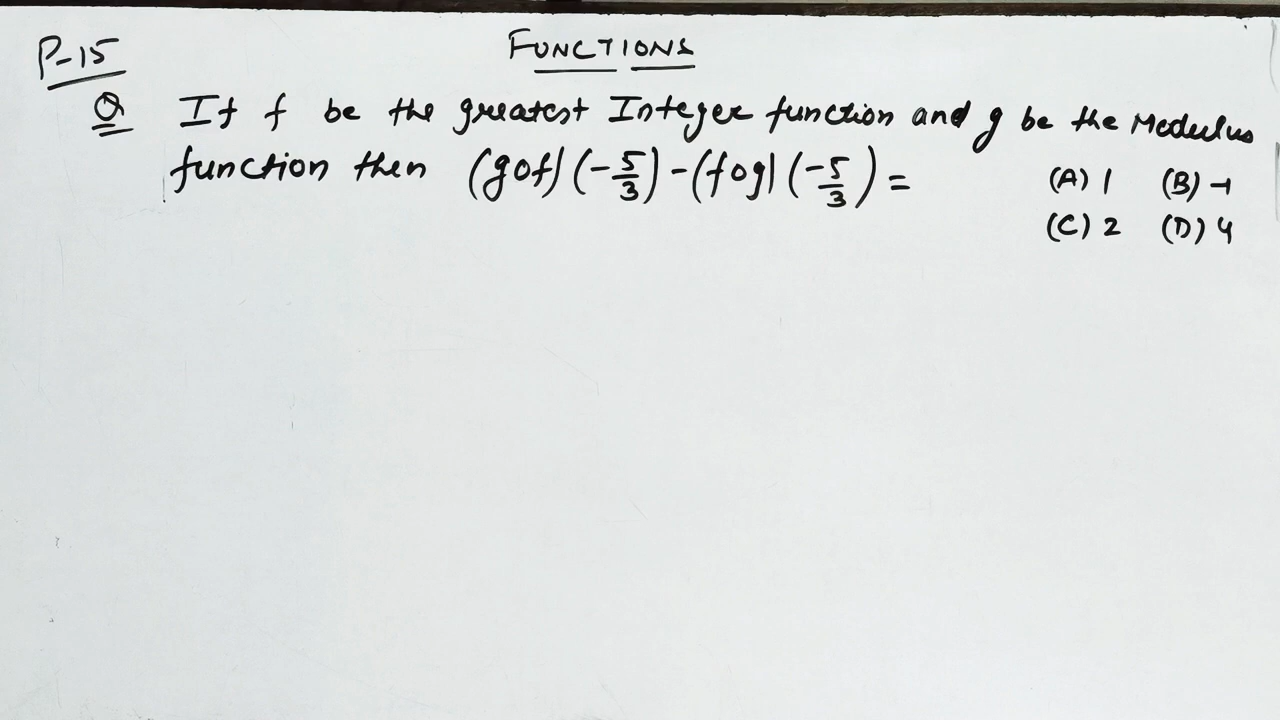 P-15
FUNCTIONS
Q If f be the greatest Integer function and g be the Modulus
function then (gof)(-5/3)-(fog)(-5/3) =
(A) 1 (B) -1
(C) 2 (D) 4